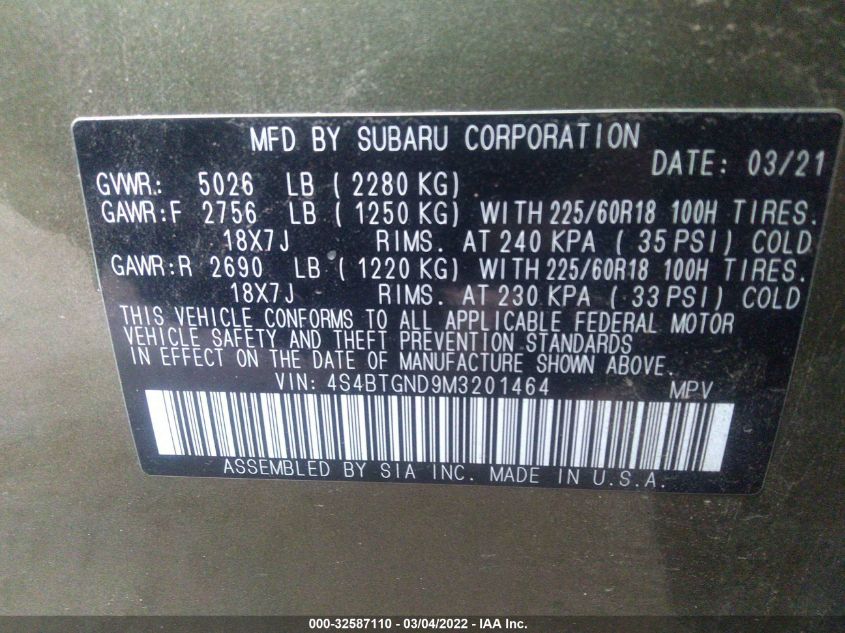 MFD BY SUBARU CORPORATION
DATE: 03/21
GVWR: 5026 LB ( 2280 KG)
GAWR:F 2756 LB ( 1250 KG) WITH 225/60R18 100H TIRES.
18X7J RIMS. AT 240 KPA ( 35 PSI) COLD
GAWR:R 2690 LB ( 1220 KG) WITH 225/60R18 100H TIRES.
18X7J RIMS. AT 230 KPA ( 33 PSI) COLD
THIS VEHICLE CONFORMS TO ALL APPLICABLE FEDERAL MOTOR
VEHICLE SAFETY AND THEFT PREVENTION STANDARDS
IN EFFECT ON THE DATE OF MANUFACTURE SHOWN ABOVE.
VIN: 4S4BTGND9M3201464 MPV
ASSEMBLED BY SIA INC. MADE IN U.S.A.
000-32587110 - 03/04/2022 - IAA Inc.